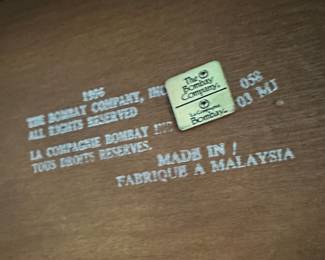 THE BOMBAY COMPANY, INC
ALL RIGHTS RESERVED
LA COMPAGNIE BOMBAY INC
TOUS DROITS RESERVES.
The
Bombay
Company
La Compagnie
Bombay
058
03 MJ
MADE IN /
FABRIQUE A MALAYSIA